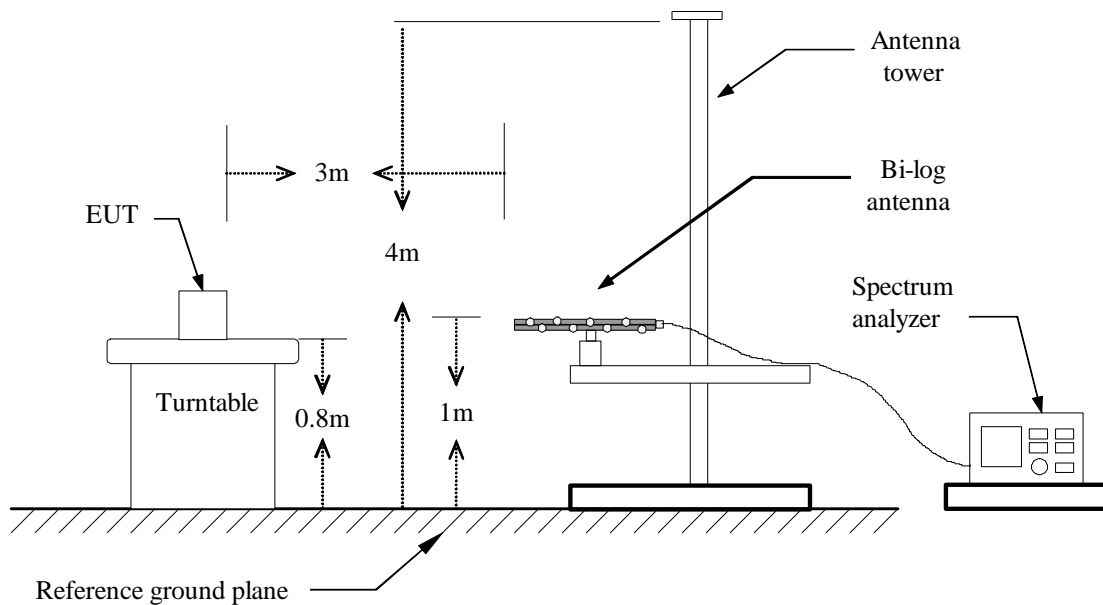 Antenna
tower
3m
Bi-log
antenna
EUT
4m
Spectrum
analyzer
Turntable
0.8m
1m
Reference ground plane